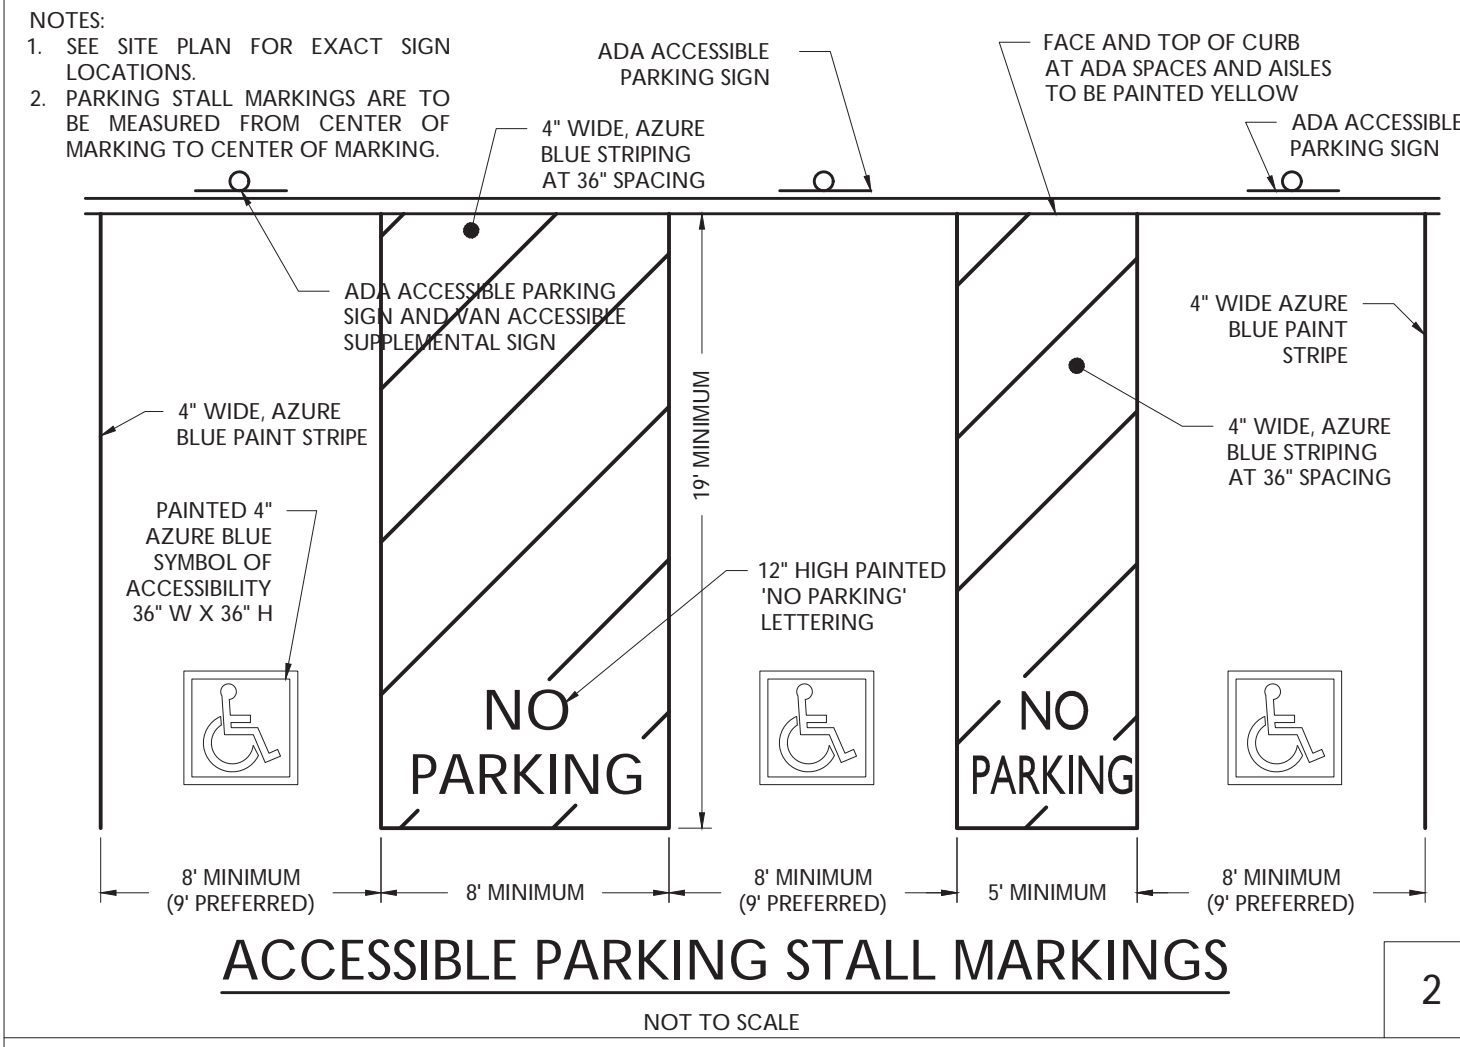 NOTES:
1. SEE SITE PLAN FOR EXACT SIGN
LOCATIONS.
2. PARKING STALL MARKINGS ARE TO
BE MEASURED FROM CENTER OF
MARKING TO CENTER OF MARKING.
ADA ACCESSIBLE
PARKING SIGN
FACE AND TOP OF CURB
AT ADA SPACES AND AISLES
TO BE PAINTED YELLOW
4" WIDE, AZURE
BLUE STRIPING
AT 36" SPACING
ADA ACCESSIBLE
PARKING SIGN
ADA ACCESSIBLE PARKING
SIGN AND VAN ACCESSIBLE
SUPPLEMENTAL SIGN
4" WIDE AZURE
BLUE PAINT
STRIPE
4" WIDE, AZURE
BLUE PAINT STRIPE
19' MINIMUM
4" WIDE, AZURE
BLUE STRIPING
AT 36" SPACING
PAINTED 4"
AZURE BLUE
SYMBOL OF
ACCESSIBILITY
36" W X 36" H
12" HIGH PAINTED
'NO PARKING'
LETTERING
NO
PARKING
NO
PARKING
8' MINIMUM
(9' PREFERRED)
8' MINIMUM
8' MINIMUM
(9' PREFERRED)
5' MINIMUM
8' MINIMUM
(9' PREFERRED)
ACCESSIBLE PARKING STALL MARKINGS
NOT TO SCALE
2